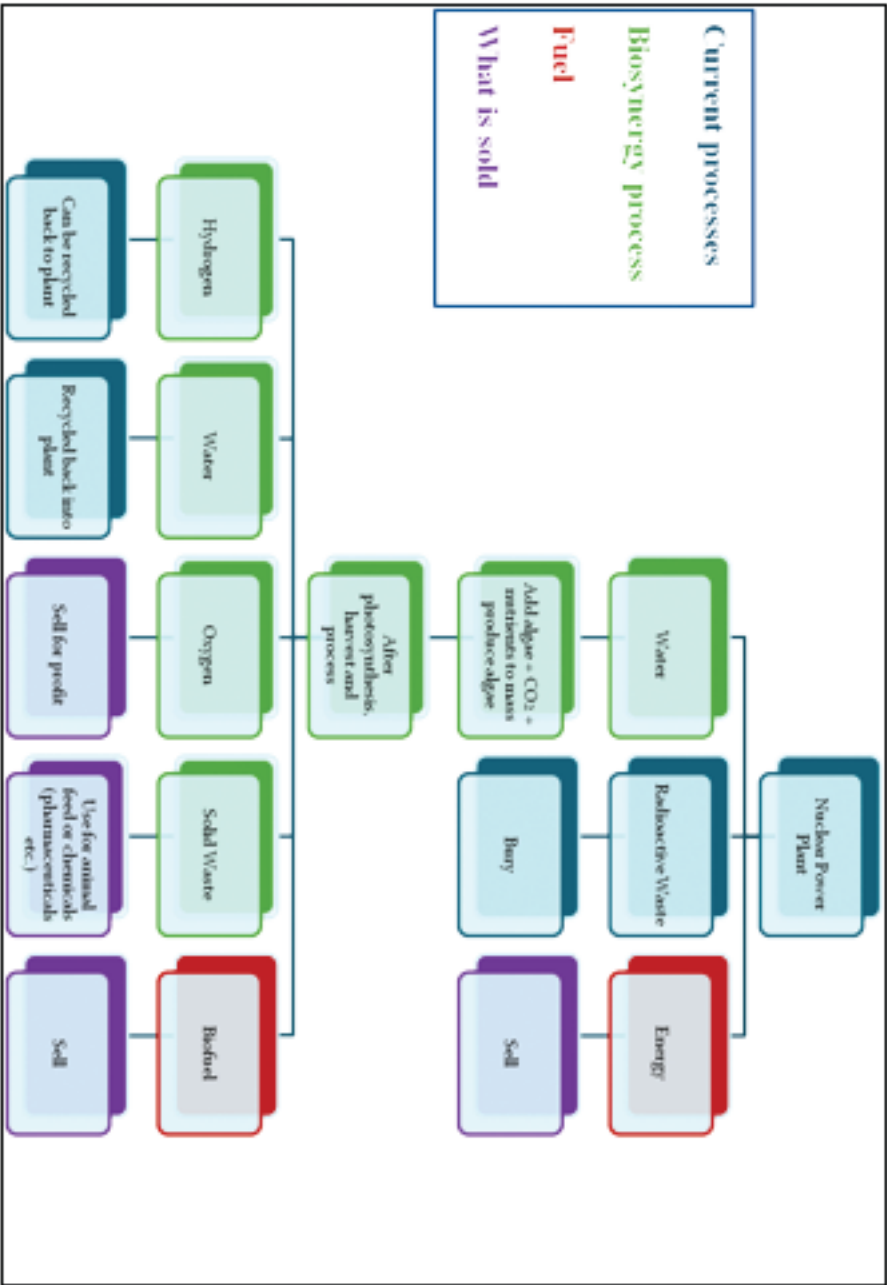 Current processes
Biosynergy process
Fuel
What is sold
Nuclear Power
Plant
Water
Radioactive Waste
Energy
Add algae + CO₂ +
nutrients to mass
produce algae
Bury
Sell
After
photosynthesis,
harvest and
process
Hydrogen
Water
Oxygen
Solid Waste
Biofuel
Can be recycled
back to plant
Recycled back into
plant
Sell for profit
Use for animal
feed or chemicals
(pharmaceuticals
etc.)
Sell